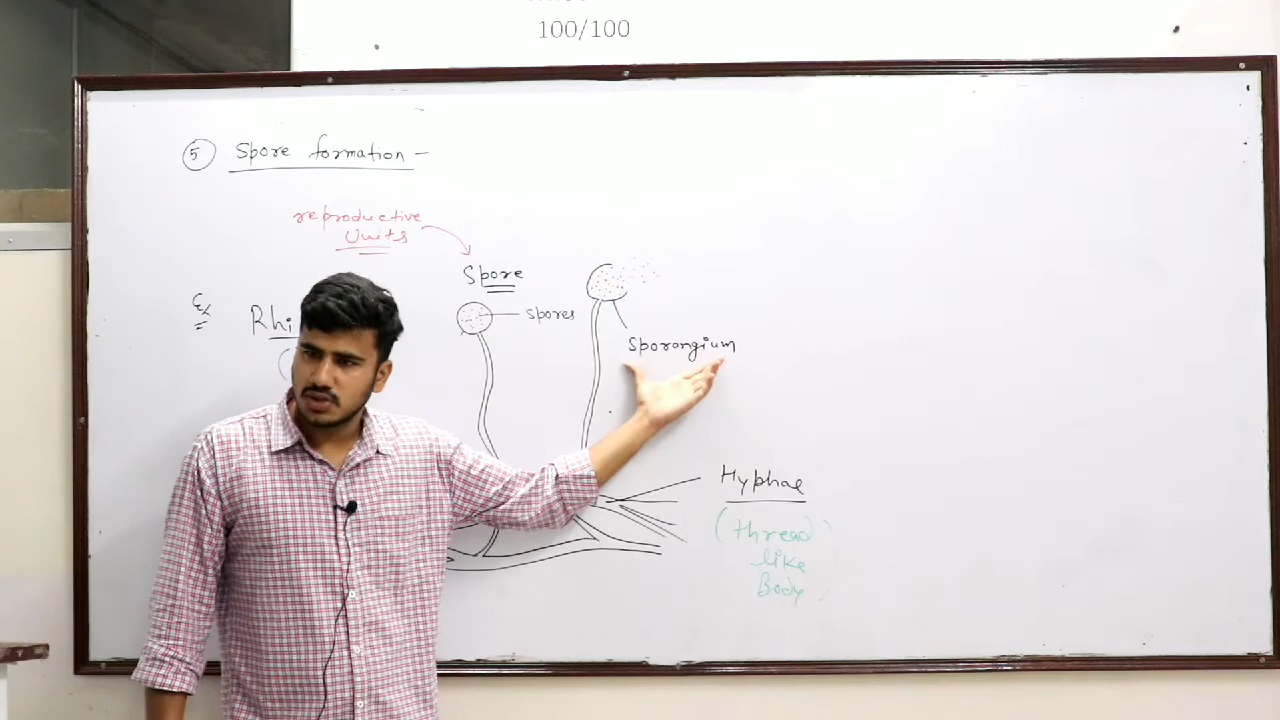 100/100
5 Spore formation -
reproductive
Units
Spore
Ex
Rhi
spores
Sporangium
Hyphae
(thread
like
Body)